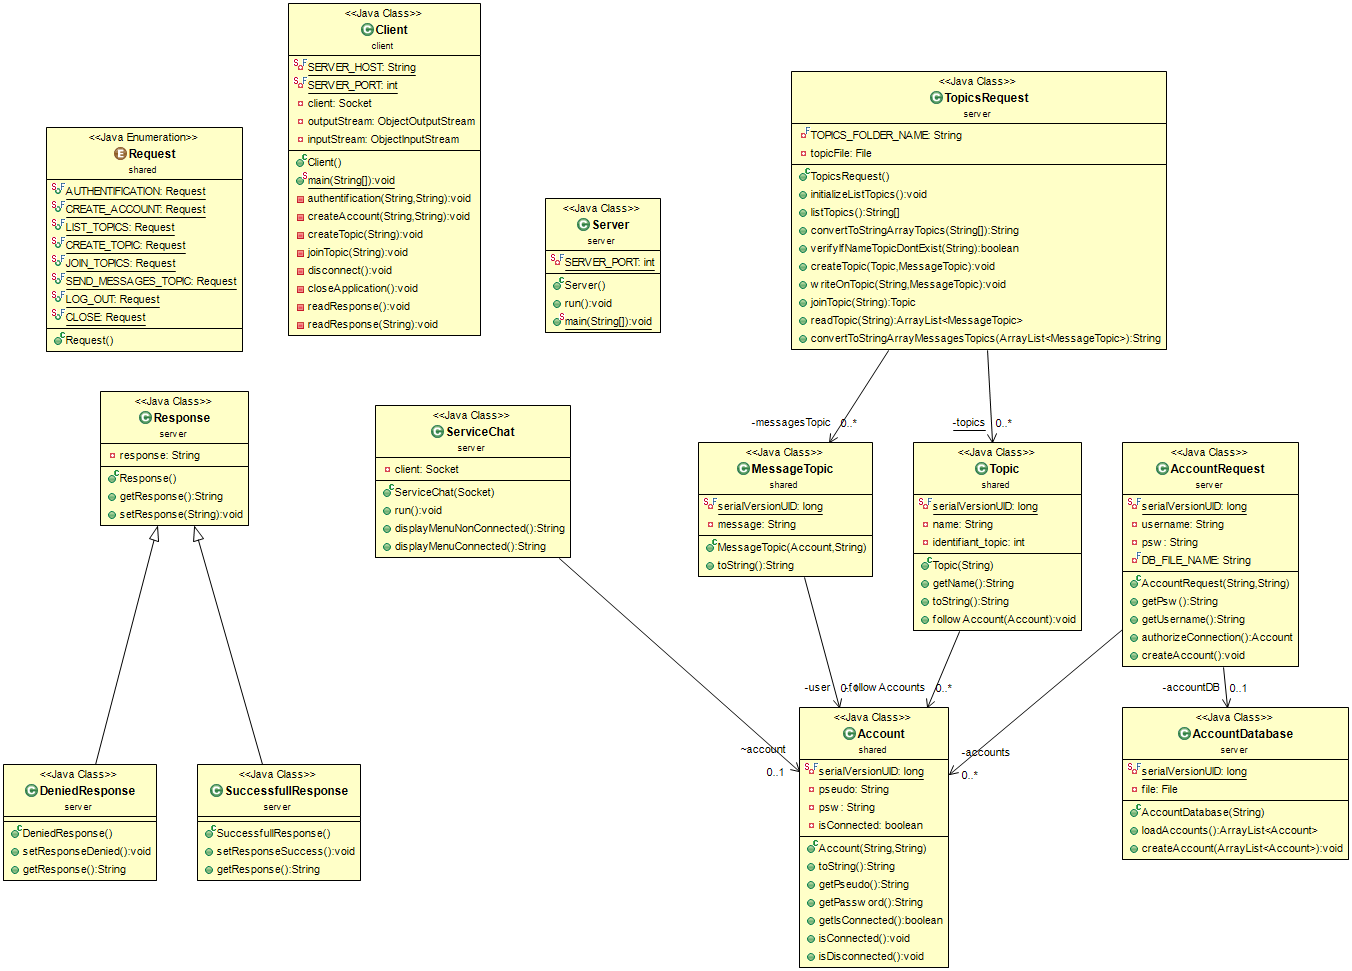 <<Java Class>>
Client
client
SERVER_HOST: String
SERVER_PORT: int
client: Socket
outputStream: ObjectOutputStream
inputStream: ObjectInputStream
Client()
main(String[]):void
authentification(String,String):void
createAccount(String,String):void
createTopic(String):void
joinTopic(String):void
disconnect():void
closeApplication():void
readResponse():void
readResponse(String):void
<<Java Class>>
TopicsRequest
server
TOPICS_FOLDER_NAME: String
topicFile: File
TopicsRequest()
initializeListTopics():void
listTopics():String[]
convertToStringArrayTopics(String[]):String
verifyIfNameTopicDontExist(String):boolean
createTopic(Topic,MessageTopic):void
writeOnTopic(String,MessageTopic):void
joinTopic(String):Topic
readTopic(String):ArrayList<MessageTopic>
convertToStringArrayMessagesTopics(ArrayList<MessageTopic>):String
<<Java Enumeration>>
Request
shared
AUTHENTIFICATION: Request
CREATE_ACCOUNT: Request
LIST_TOPICS: Request
CREATE_TOPIC: Request
JOIN_TOPICS: Request
SEND_MESSAGES_TOPIC: Request
LOG_OUT: Request
CLOSE: Request
Request()
<<Java Class>>
Server
server
SERVER_PORT: int
Server()
run():void
main(String[]):void
<<Java Class>>
Response
server
response: String
Response()
getResponse():String
setResponse(String):void
<<Java Class>>
ServiceChat
server
client: Socket
ServiceChat(Socket)
run():void
displayMenuNonConnected():String
displayMenuConnected():String
-messagesTopic 0..*
-topics 0..*
<<Java Class>>
MessageTopic
shared
serialVersionUID: long
message: String
MessageTopic(Account,String)
toString():String
<<Java Class>>
Topic
shared
serialVersionUID: long
name: String
identifiant_topic: int
Topic(String)
getName():String
toString():String
followAccount(Account):void
<<Java Class>>
AccountRequest
server
serialVersionUID: long
username: String
psw: String
DB_FILE_NAME: String
AccountRequest(String,String)
getPsw():String
getUsername():String
authorizeConnection():Account
createAccount():void
-user 0..1
-followAccounts 0..*
-accountDB 0..1
~account
0..1
-accounts
0..*
<<Java Class>>
Account
shared
serialVersionUID: long
pseudo: String
psw: String
isConnected: boolean
Account(String,String)
toString():String
getPseudo():String
getPassword():String
getIsConnected():boolean
isConnected():void
isDisconnected():void
<<Java Class>>
AccountDatabase
server
serialVersionUID: long
file: File
AccountDatabase(String)
loadAccounts():ArrayList<Account>
createAccount(ArrayList<Account>):void
<<Java Class>>
DeniedResponse
server
DeniedResponse()
setResponseDenied():void
getResponse():String
<<Java Class>>
SuccessfullResponse
server
SuccessfullResponse()
setResponseSuccess():void
getResponse():String